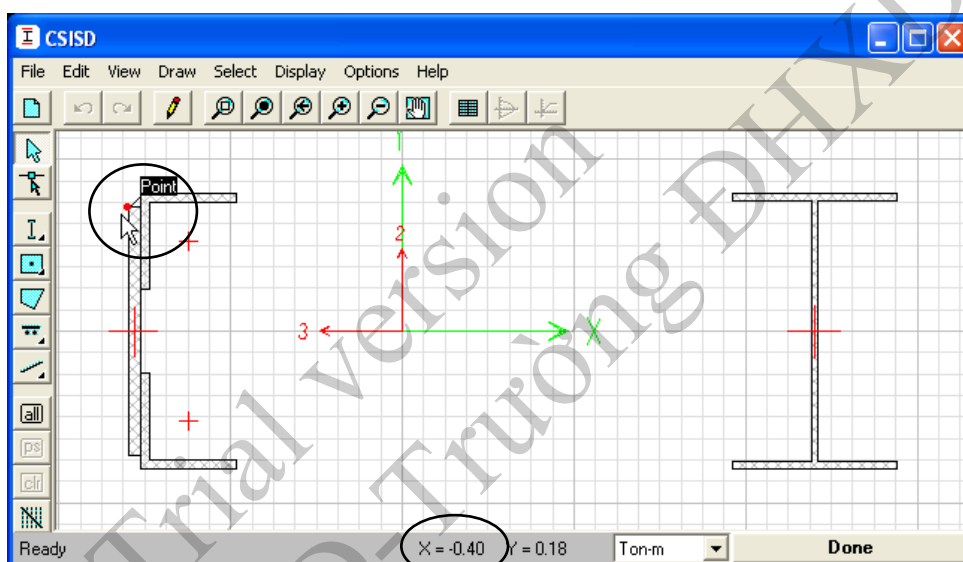 CSISD
File Edit View Draw Select Display Options Help
Point
Y
2
3
X
all
ps
clr
Ready X = -0.40 Y = 0.18 Ton-m Done
Trial version
D-Trường ĐHXD